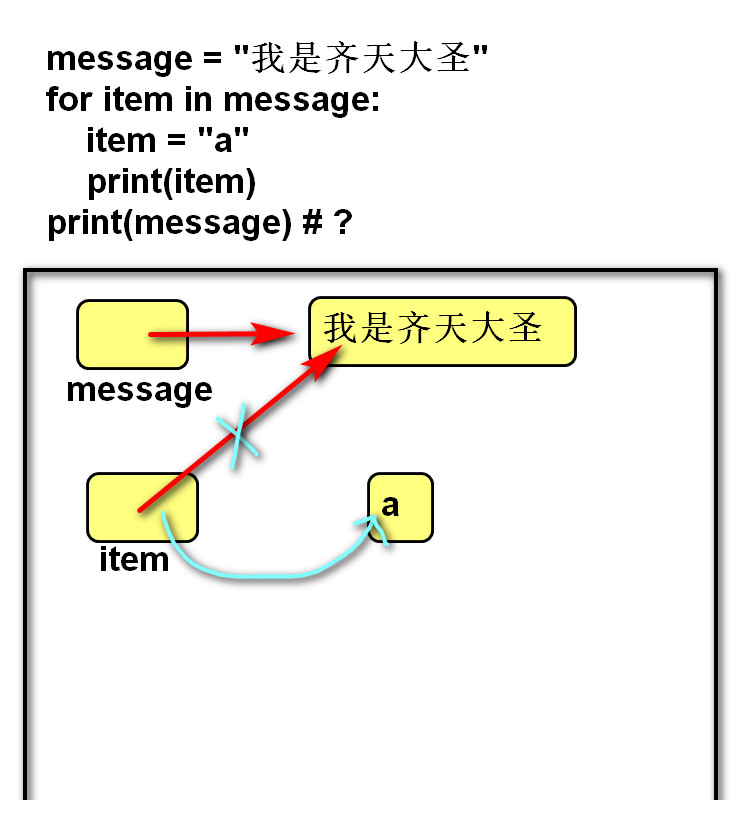 message = "我是齐天大圣"
for item in message:
    item = "a"
    print(item)
print(message) # ?
我是齐天大圣
message
a
item